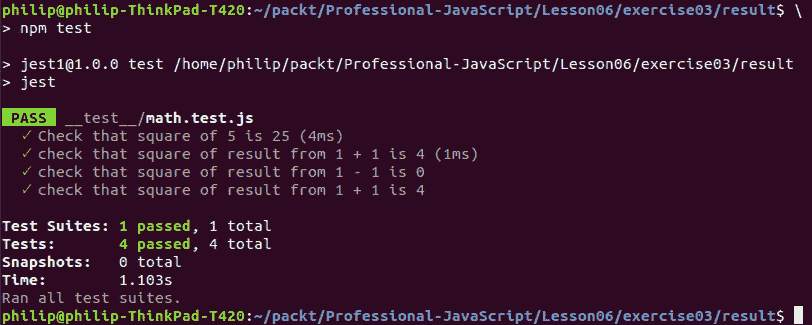 philip@philip-ThinkPad-T420:~/packt/Professional-JavaScript/Lesson06/exercise03/result$ \
> npm test
> jest1@1.0.0 test /home/philip/packt/Professional-JavaScript/Lesson06/exercise03/result
> jest
PASS __test__/math.test.js
✓ Check that square of 5 is 25 (4ms)
✓ check that square of result from 1 + 1 is 4 (1ms)
✓ check that square of result from 1 - 1 is 0
✓ check that square of result from 1 + 1 is 4
Test Suites: 1 passed, 1 total
Tests: 4 passed, 4 total
Snapshots: 0 total
Time: 1.103s
Ran all test suites.
philip@philip-ThinkPad-T420:~/packt/Professional-JavaScript/Lesson06/exercise03/result$